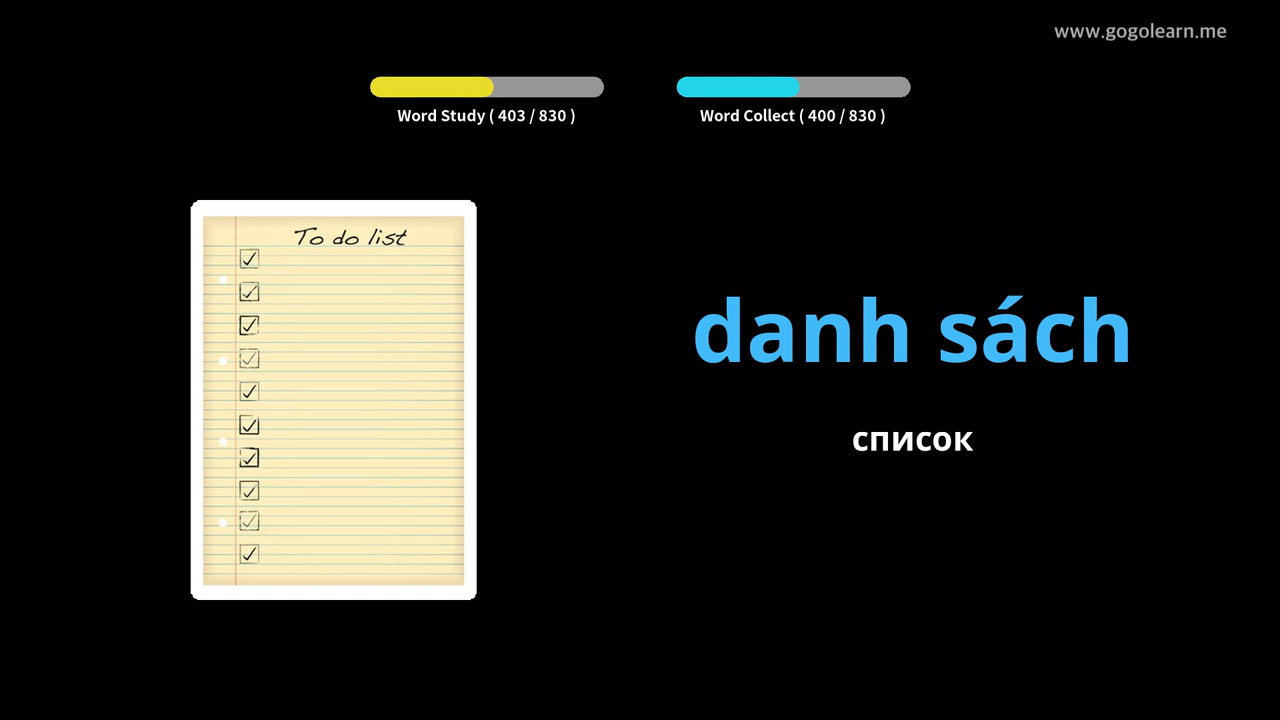 www.gogolearn.me
Word Study ( 403 / 830 )
Word Collect ( 400 / 830 )
To do list
danh sách
список